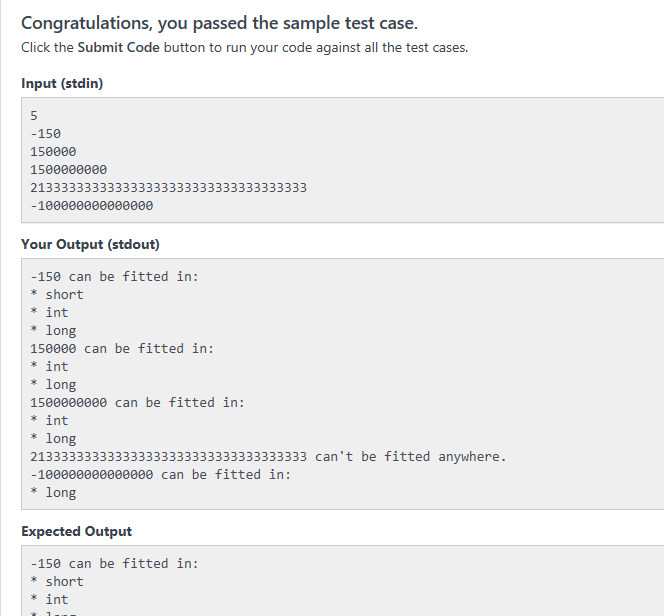 Congratulations, you passed the sample test case.
Click the Submit Code button to run your code against all the test cases.
Input (stdin)
5
-150
150000
1500000000
213333333333333333333333333333333333
-100000000000000
Your Output (stdout)
-150 can be fitted in:
* short
* int
* long
150000 can be fitted in:
* int
* long
1500000000 can be fitted in:
* int
* long
213333333333333333333333333333333333 can't be fitted anywhere.
-100000000000000 can be fitted in:
* long
Expected Output
-150 can be fitted in:
* short
* int